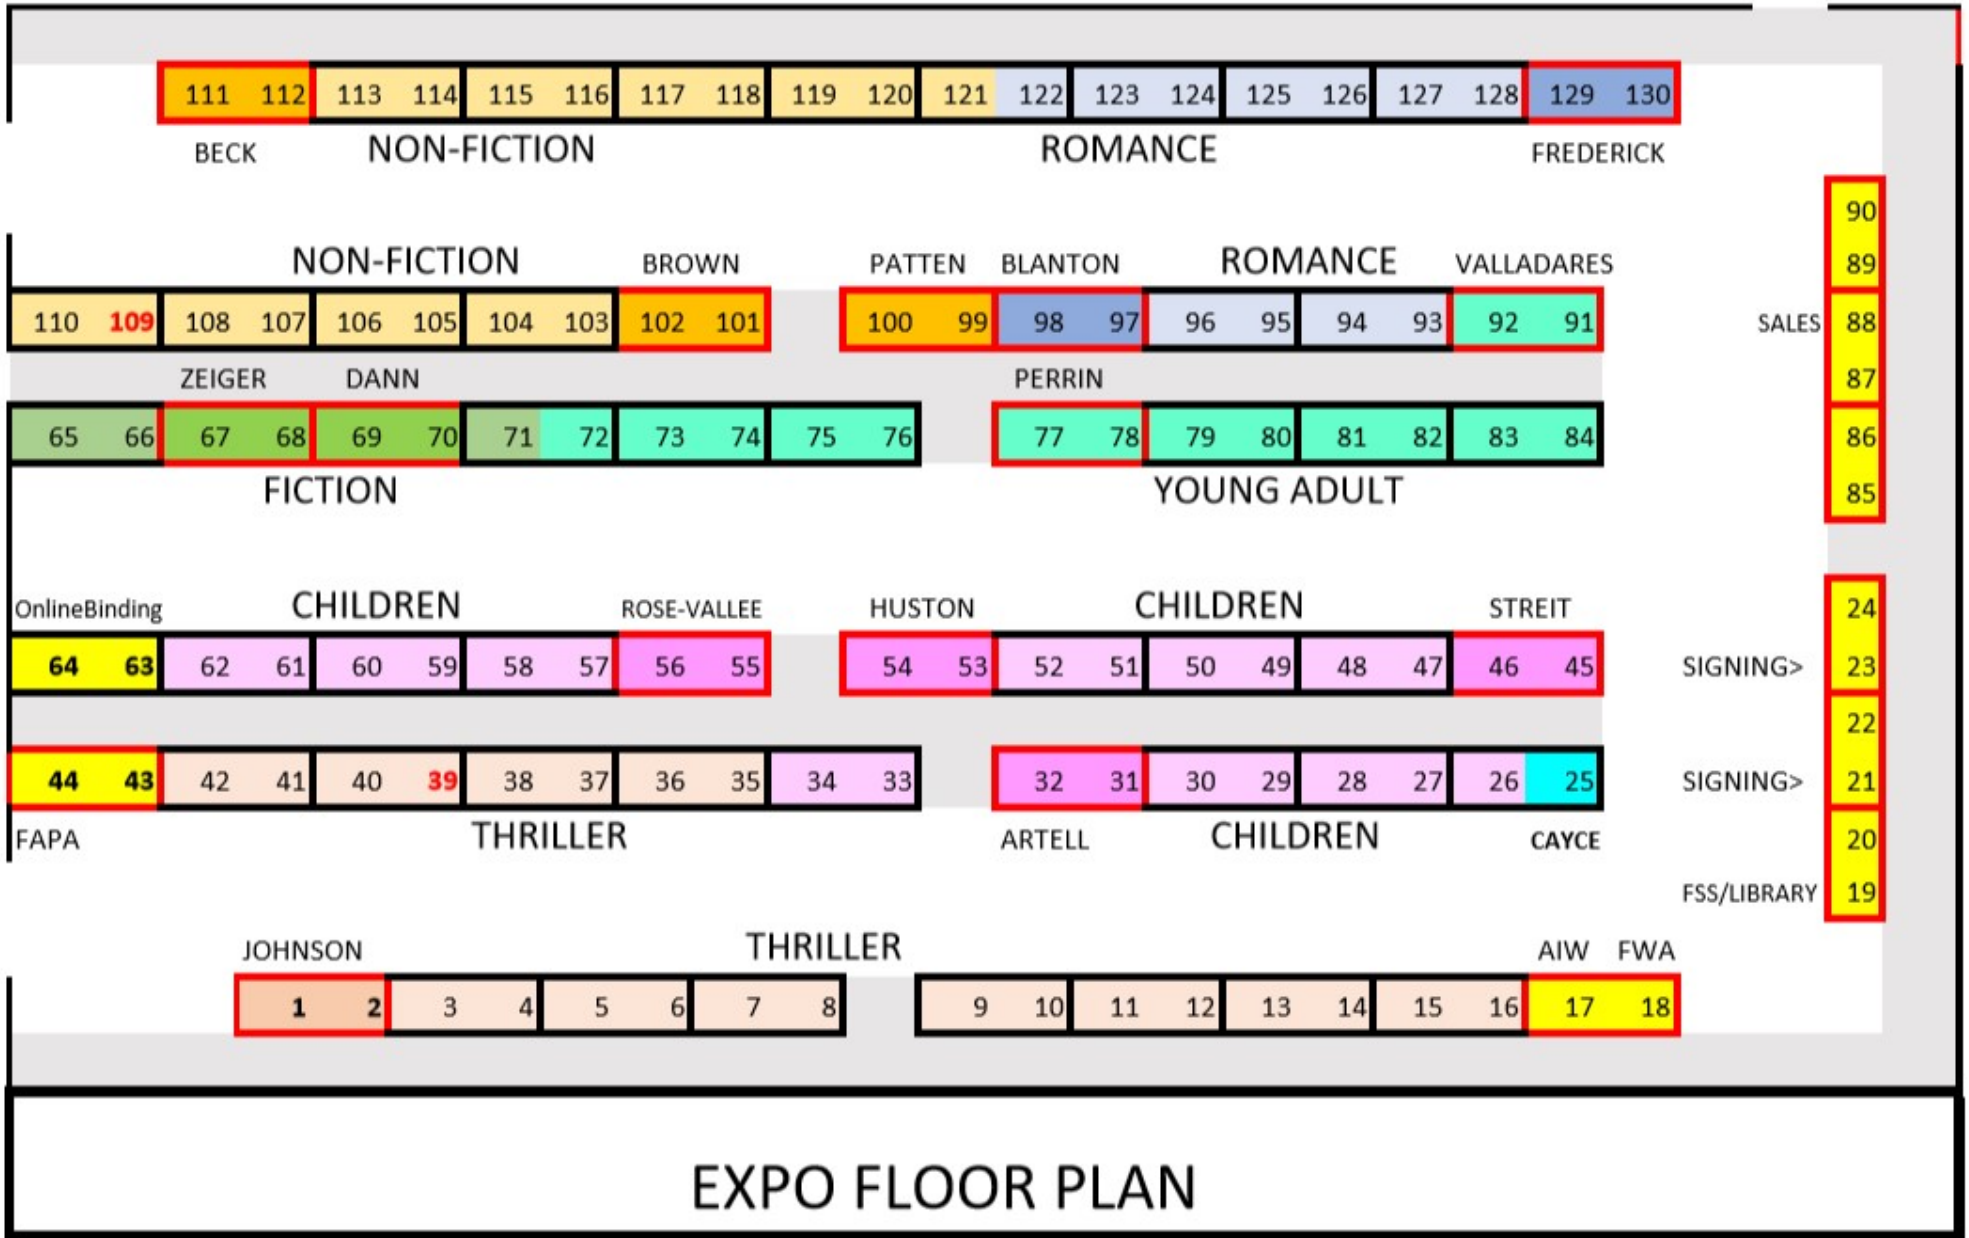 111 112 113 114 115 116 117 118 119 120 121 122 123 124 125 126 127 128 129 130
BECK NON-FICTION ROMANCE FREDERICK
90
NON-FICTION BROWN PATTEN BLANTON ROMANCE VALLADARES 89
110 109 108 107 106 105 104 103 102 101 100 99 98 97 96 95 94 93 92 91 SALES 88
ZEIGER DANN PERRIN 87
65 66 67 68 69 70 71 72 73 74 75 76 77 78 79 80 81 82 83 84 86
FICTION YOUNG ADULT 85
OnlineBinding CHILDREN ROSE-VALLEE HUSTON CHILDREN STREIT 24
64 63 62 61 60 59 58 57 56 55 54 53 52 51 50 49 48 47 46 45 SIGNING> 23
22
44 43 42 41 40 39 38 37 36 35 34 33 32 31 30 29 28 27 26 25 SIGNING> 21
FAPA THRILLER ARTELL CHILDREN CAYCE 20
FSS/LIBRARY 19
JOHNSON THRILLER AIW FWA
1 2 3 4 5 6 7 8 9 10 11 12 13 14 15 16 17 18
EXPO FLOOR PLAN